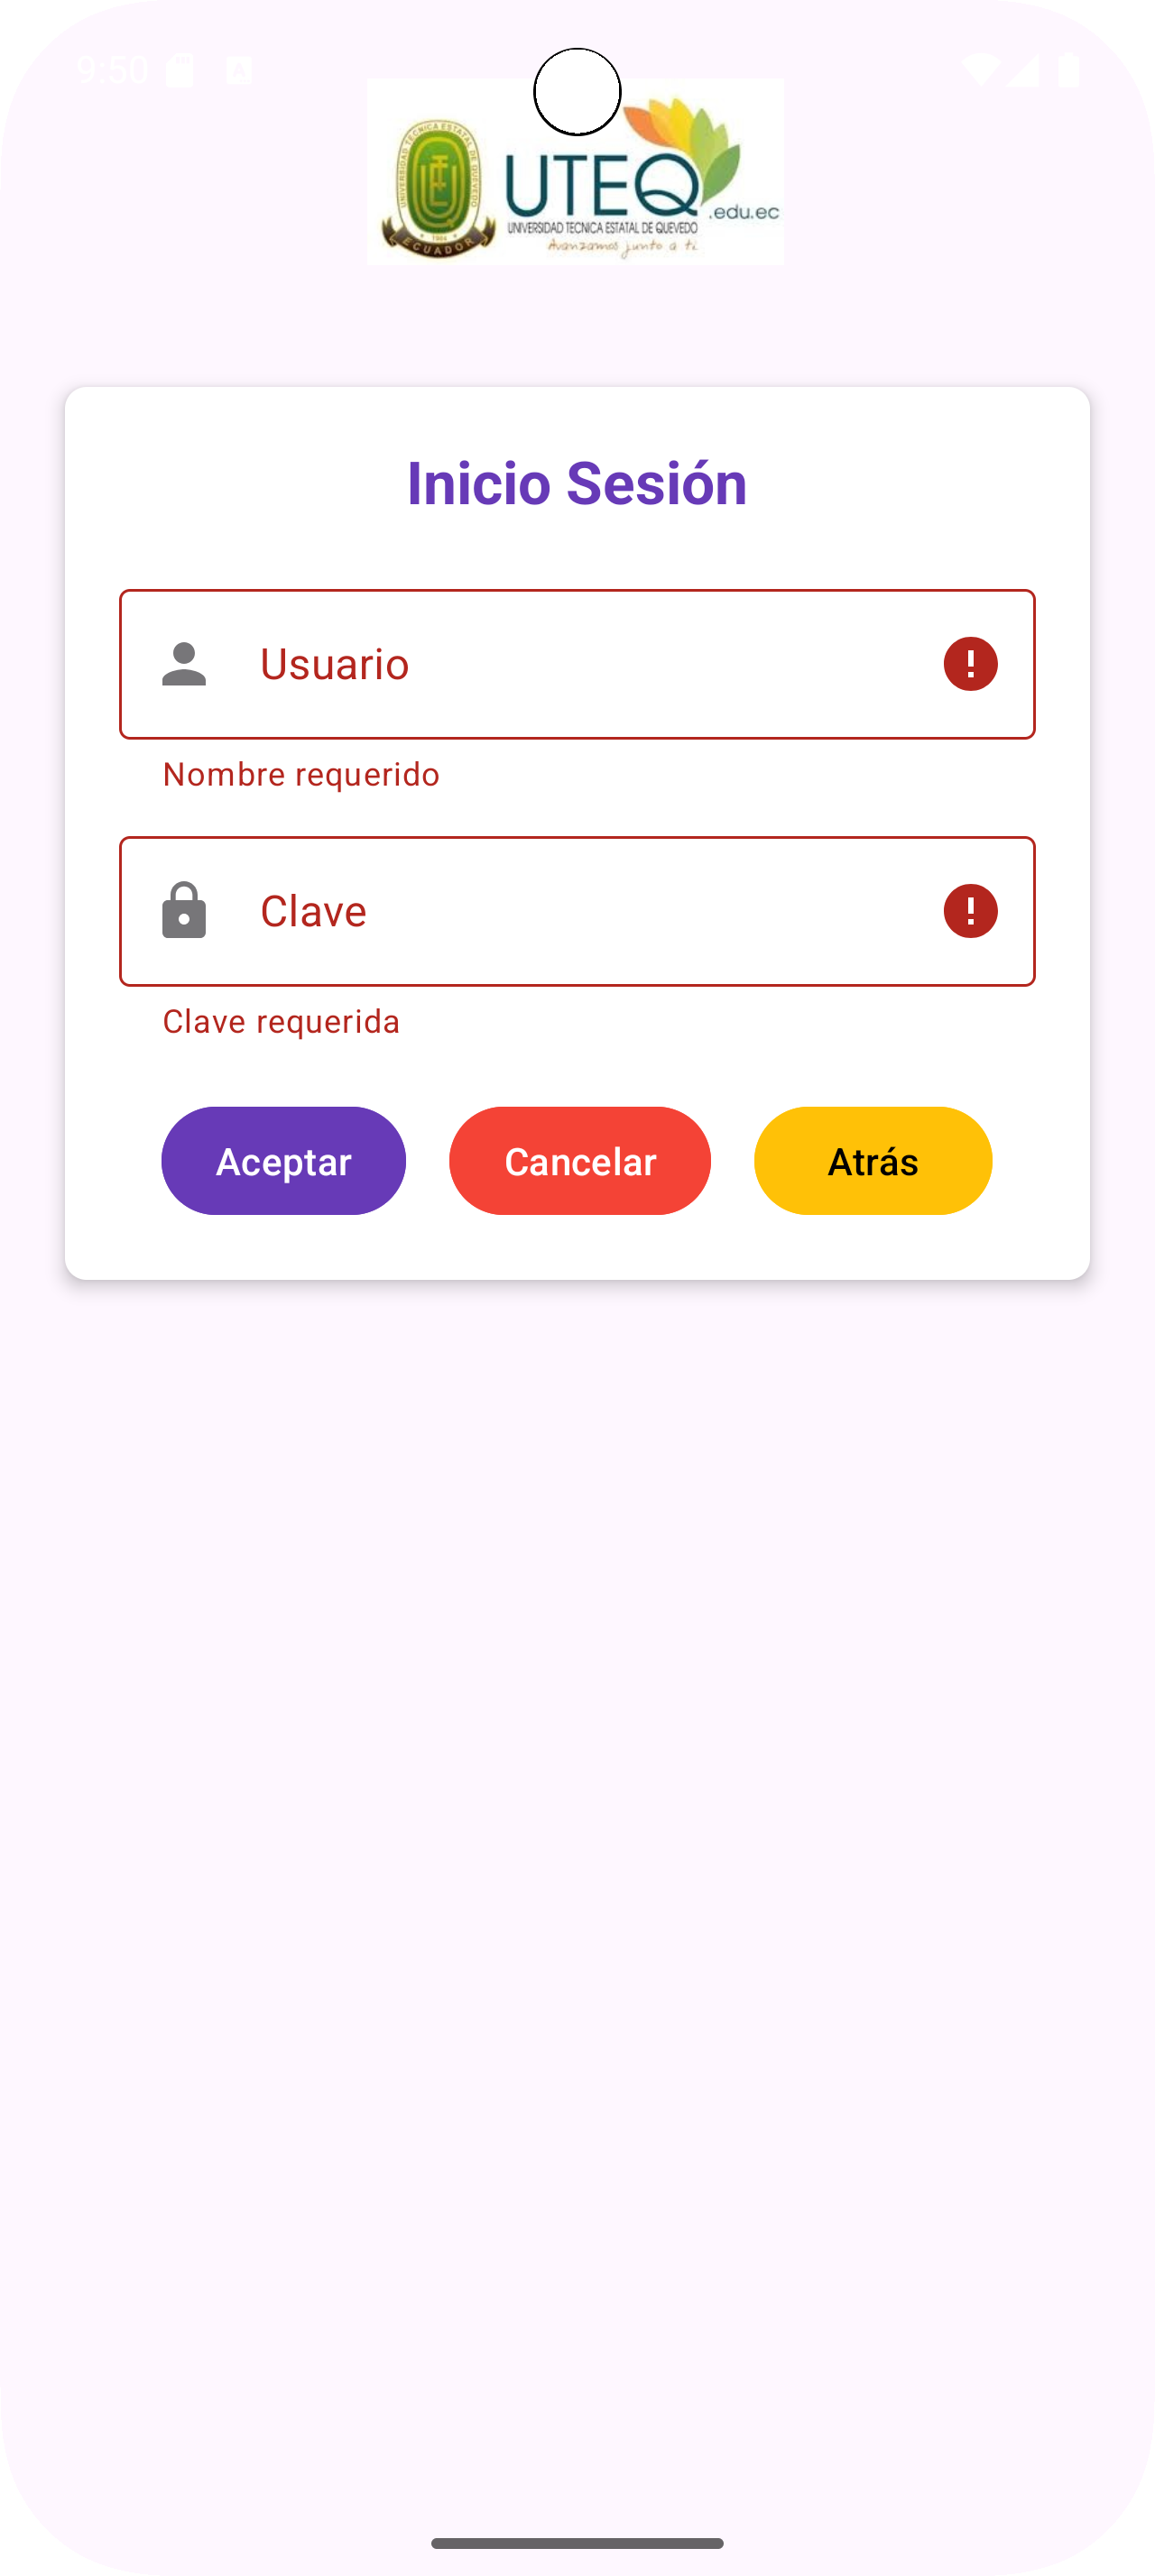 9:50
UNIVERSIDAD TECNICA ESTATAL DE QUEVEDO
1984
ECUADOR
UTEQ
.edu.ec
UNIVERSIDAD TECNICA ESTATAL DE QUEVEDO
Avanzamos junto a ti
Inicio Sesión
Usuario
Nombre requerido
Clave
Clave requerida
Aceptar
Cancelar
Atrás